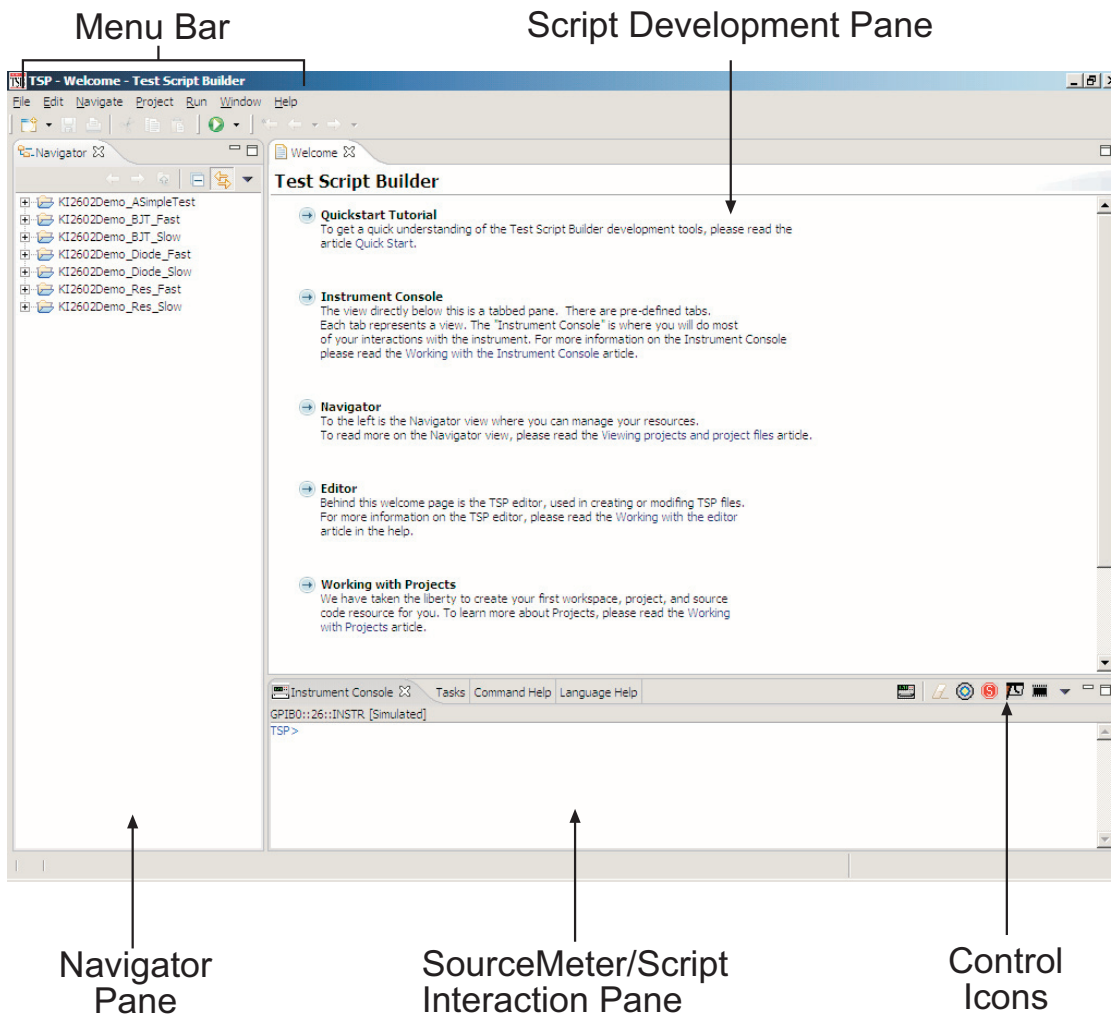 Menu Bar
Script Development Pane
TSP - Welcome - Test Script Builder
File Edit Navigate Project Run Window Help
Navigator
Welcome
Test Script Builder
KI2602Demo_ASimpleTest
KI2602Demo_BJT_Fast
KI2602Demo_BJT_Slow
KI2602Demo_Diode_Fast
KI2602Demo_Diode_Slow
KI2602Demo_Res_Fast
KI2602Demo_Res_Slow
Quickstart Tutorial
To get a quick understanding of the Test Script Builder development tools, please read the
article Quick Start.
Instrument Console
The view directly below this is a tabbed pane. There are pre-defined tabs.
Each tab represents a view. The "Instrument Console" is where you will do most
of your interactions with the instrument. For more information on the Instrument Console
please read the Working with the Instrument Console article.
Navigator
To the left is the Navigator view where you can manage your resources.
To read more on the Navigator view, please read the Viewing projects and project files article.
Editor
Behind this welcome page is the TSP editor, used in creating or modifing TSP files.
For more information on the TSP editor, please read the Working with the editor
article in the help.
Working with Projects
We have taken the liberty to create your first workspace, project, and source
code resource for you. To learn more about Projects, please read the Working
with Projects article.
Instrument Console Tasks Command Help Language Help
GPIB0::26::INSTR [Simulated]
TSP>
Navigator
Pane
SourceMeter/Script
Interaction Pane
Control
Icons